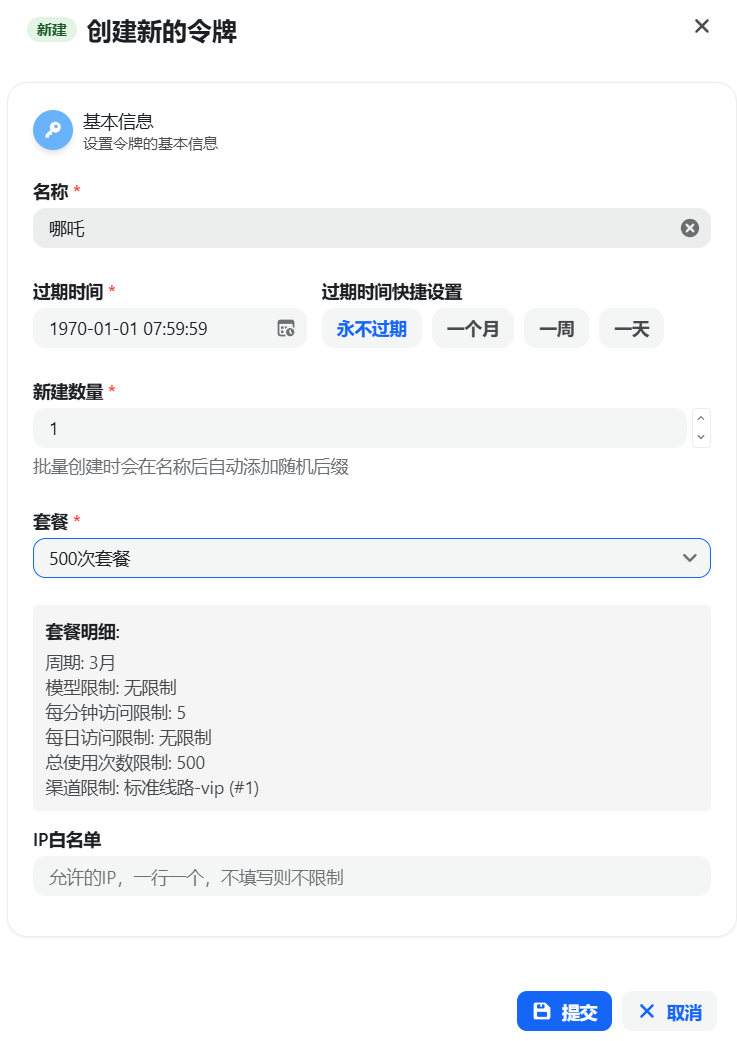 新建 创建新的令牌
基本信息
设置令牌的基本信息
名称 *
哪吒
过期时间 * 过期时间快捷设置
1970-01-01 07:59:59 永不过期 一个月 一周 一天
新建数量 *
1
批量创建时会在名称后自动添加随机后缀
套餐 *
500次套餐
套餐明细:
周期: 3月
模型限制: 无限制
每分钟访问限制: 5
每日访问限制: 无限制
总使用次数限制: 500
渠道限制: 标准线路-vip (#1)
IP白名单
允许的IP，一行一个，不填写则不限制
提交 取消